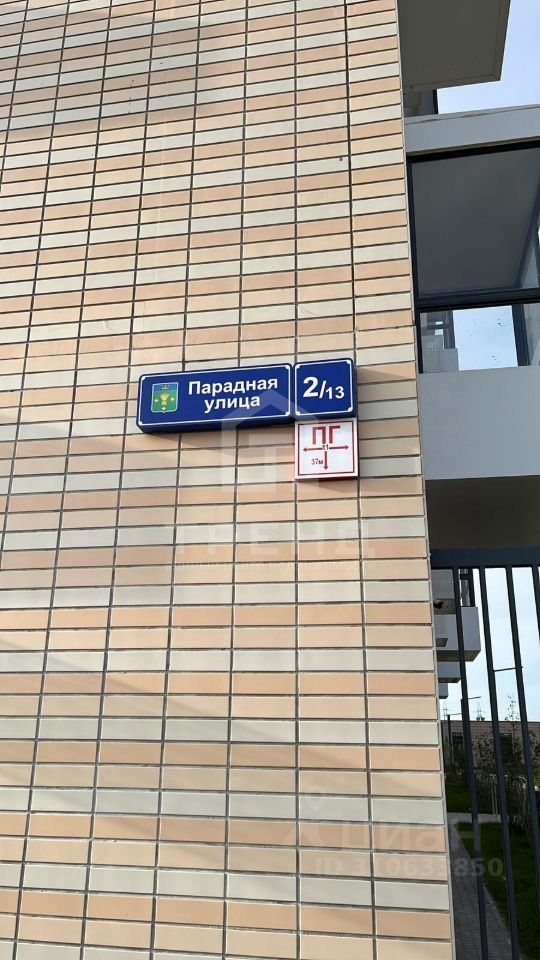 Парадная
улица
2/13
ПГ
11
37м
ТРЕНД
циан
ID 310635850